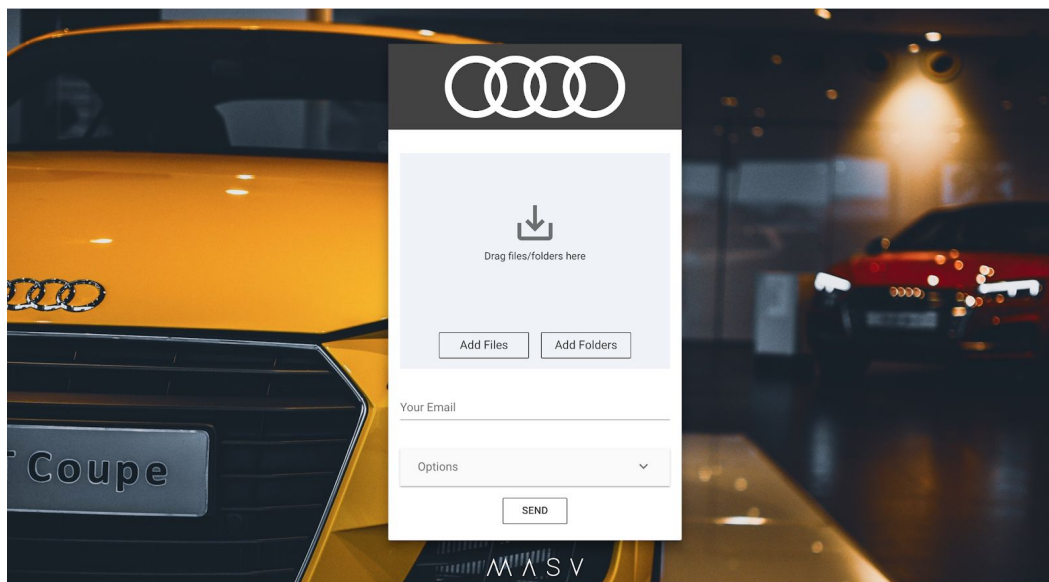 Drag files/folders here
Add Files
Add Folders
Your Email
Options
SEND
Coupe
MASV